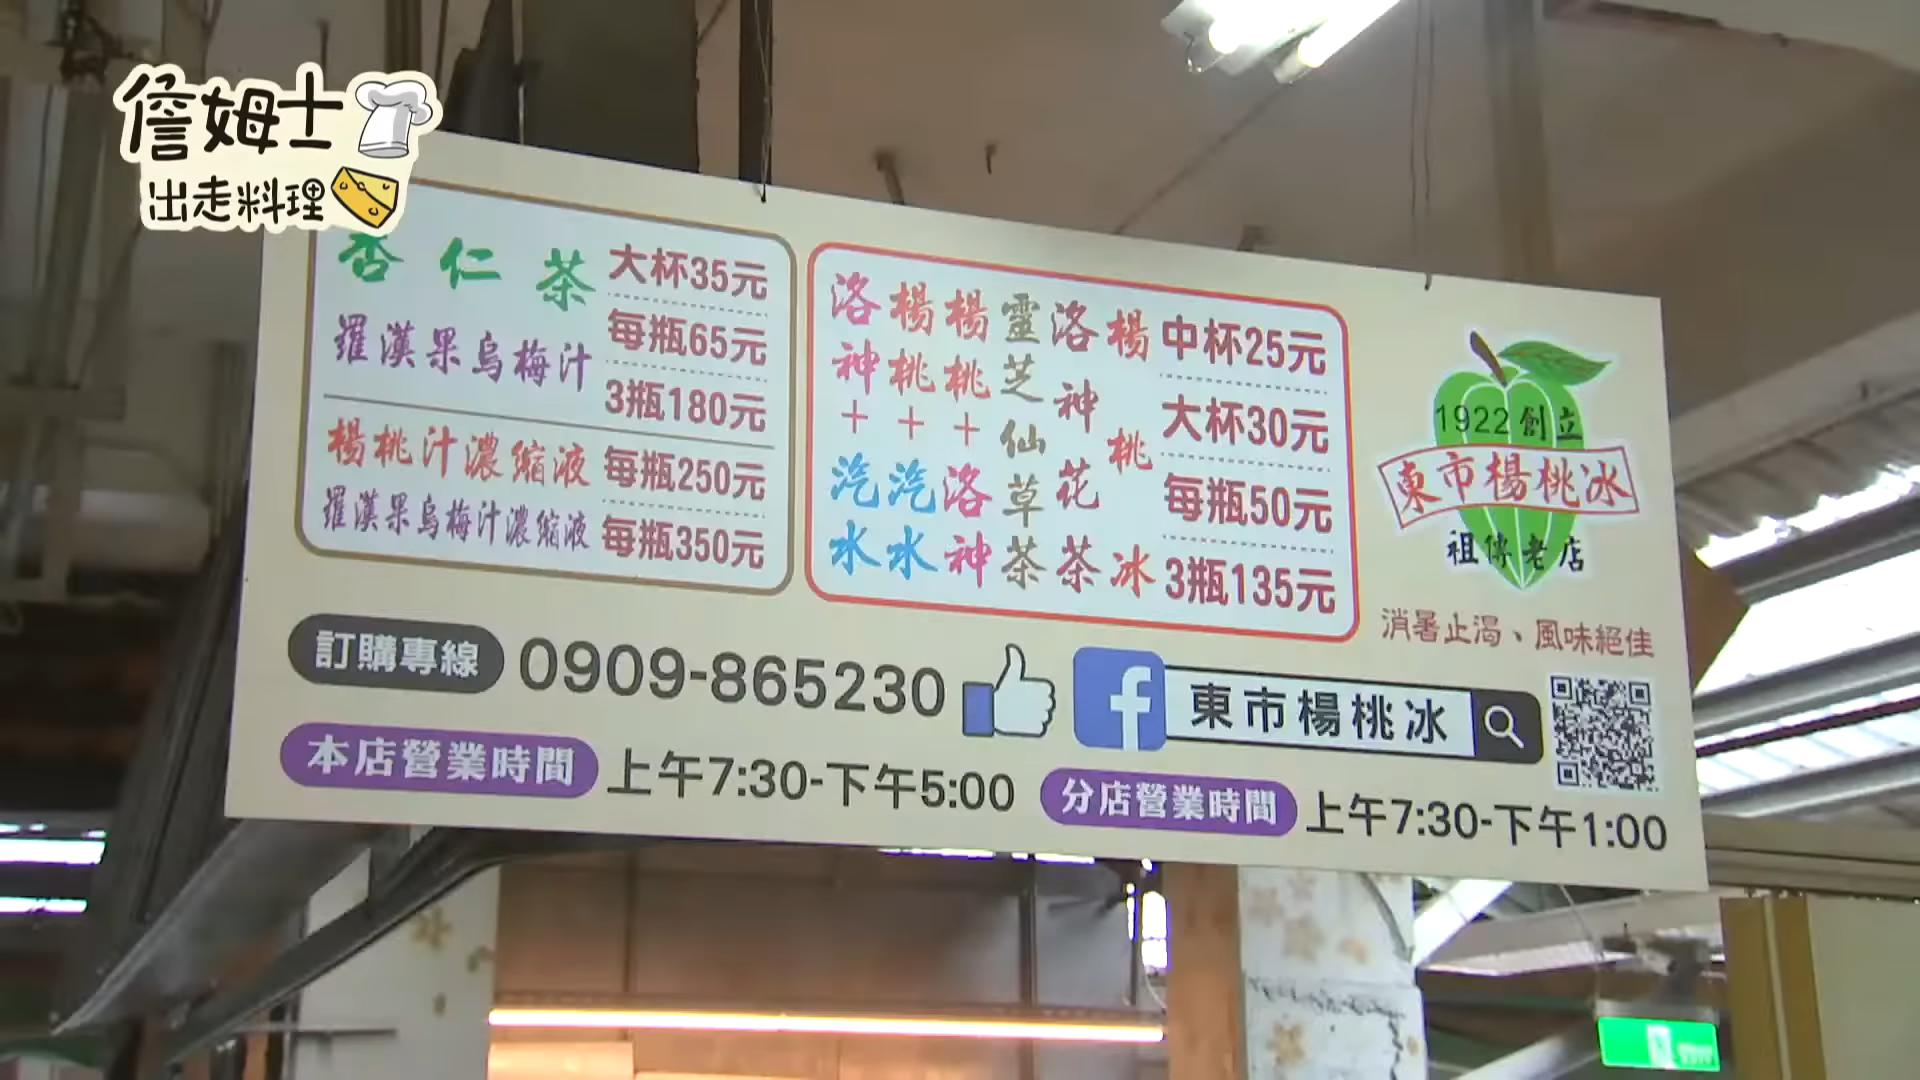 詹姆士
出走料理
杏仁茶
羅漢果烏梅汁
大杯35元
每瓶65元
3瓶180元
楊桃汁濃縮液
每瓶250元
羅漢果烏梅汁濃縮液
每瓶350元
楊桃冰
洛神花茶
靈芝仙草茶
楊桃+洛神
楊桃+汽水
洛神+汽水
中杯25元
大杯30元
每瓶50元
3瓶135元
1922創立
東市楊桃冰
祖傳老店
消暑止渴、風味絕佳
訂購專線 0909-865230
f 東市楊桃冰
本店營業時間 上午7:30-下午5:00
分店營業時間 上午7:30-下午1:00